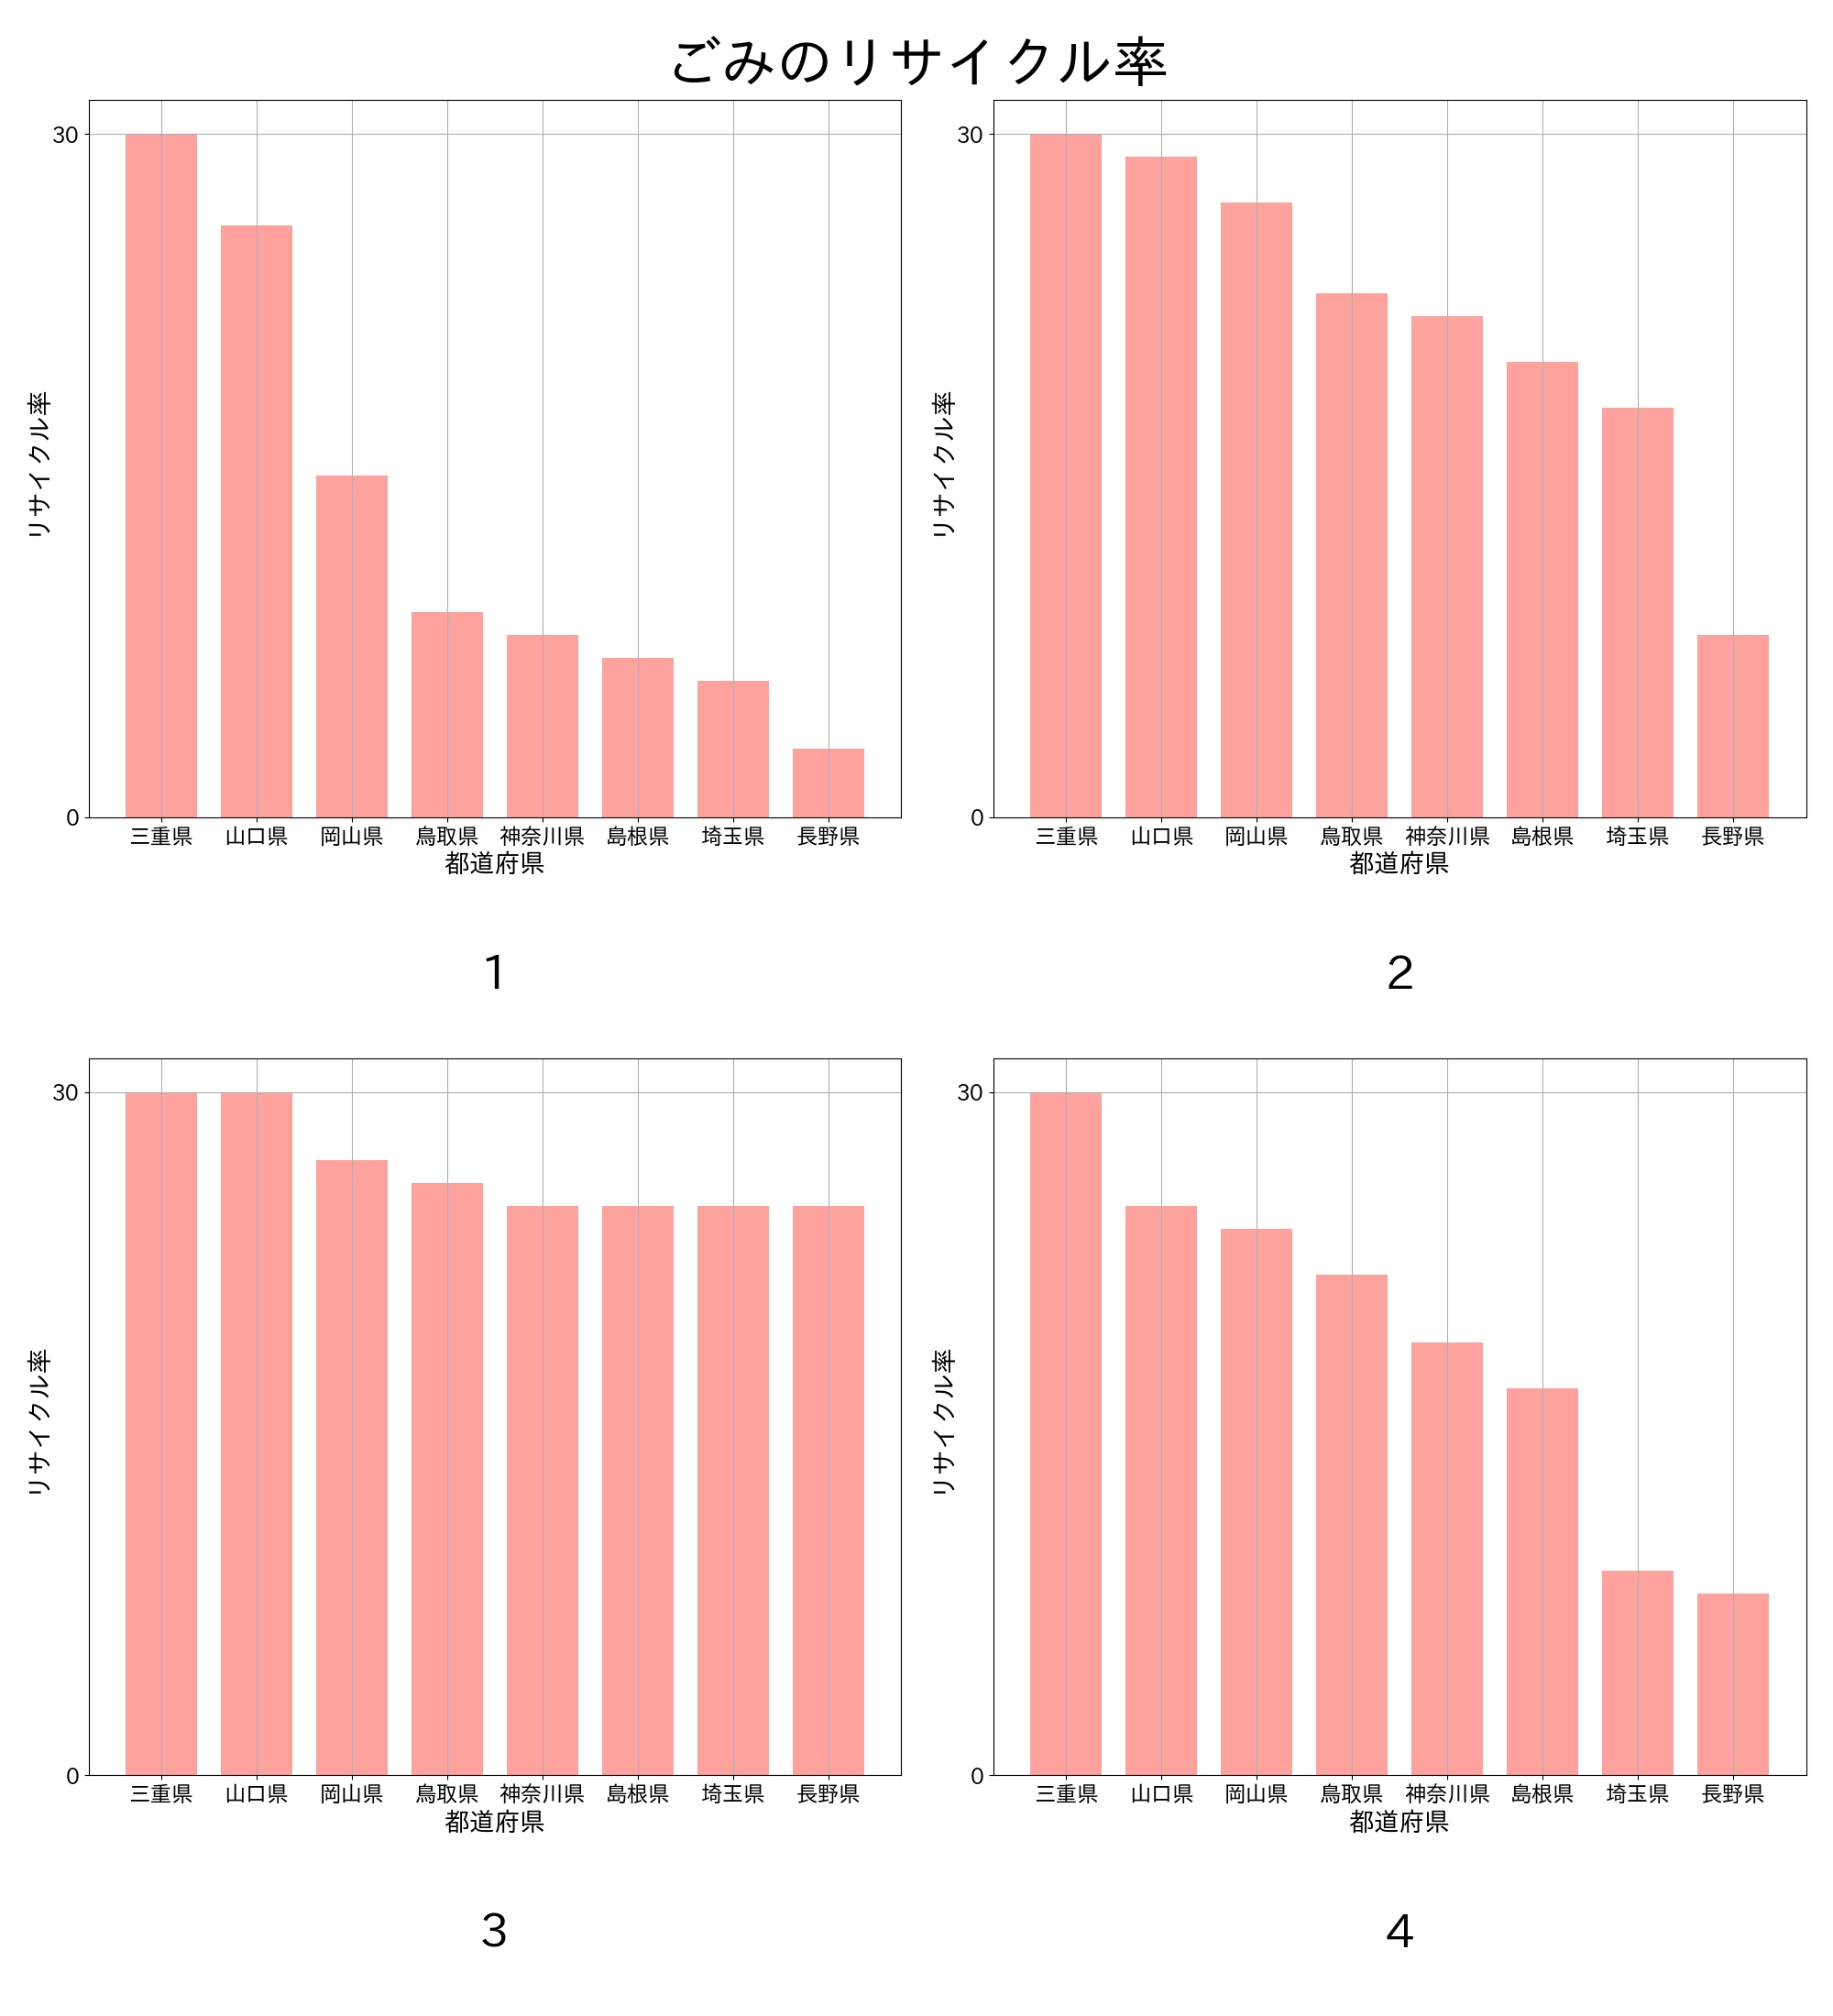 ごみのリサイクル率
30
0
リサイクル率
三重県 山口県 岡山県 鳥取県 神奈川県 島根県 埼玉県 長野県
都道府県
1
30
0
リサイクル率
三重県 山口県 岡山県 鳥取県 神奈川県 島根県 埼玉県 長野県
都道府県
2
30
0
リサイクル率
三重県 山口県 岡山県 鳥取県 神奈川県 島根県 埼玉県 長野県
都道府県
3
30
0
リサイクル率
三重県 山口県 岡山県 鳥取県 神奈川県 島根県 埼玉県 長野県
都道府県
4